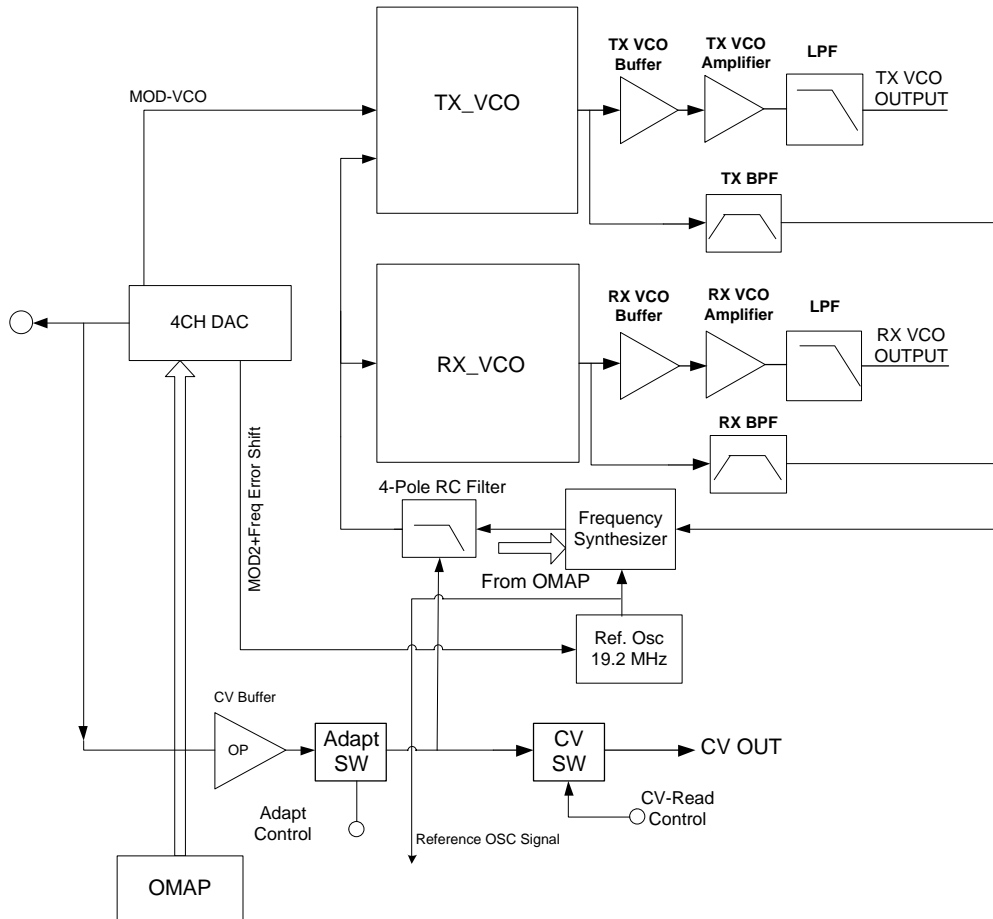 TX VCO
Buffer
TX VCO
Amplifier
LPF
TX VCO
OUTPUT
MOD-VCO
TX_VCO
TX BPF
4CH DAC
RX_VCO
RX VCO
Buffer
RX VCO
Amplifier
LPF
RX VCO
OUTPUT
RX BPF
MOD2+Freq Error Shift
4-Pole RC Filter
Frequency
Synthesizer
From OMAP
Ref. Osc
19.2 MHz
CV Buffer
OP
Adapt
SW
CV
SW
CV OUT
Adapt
Control
CV-Read
Control
Reference OSC Signal
OMAP